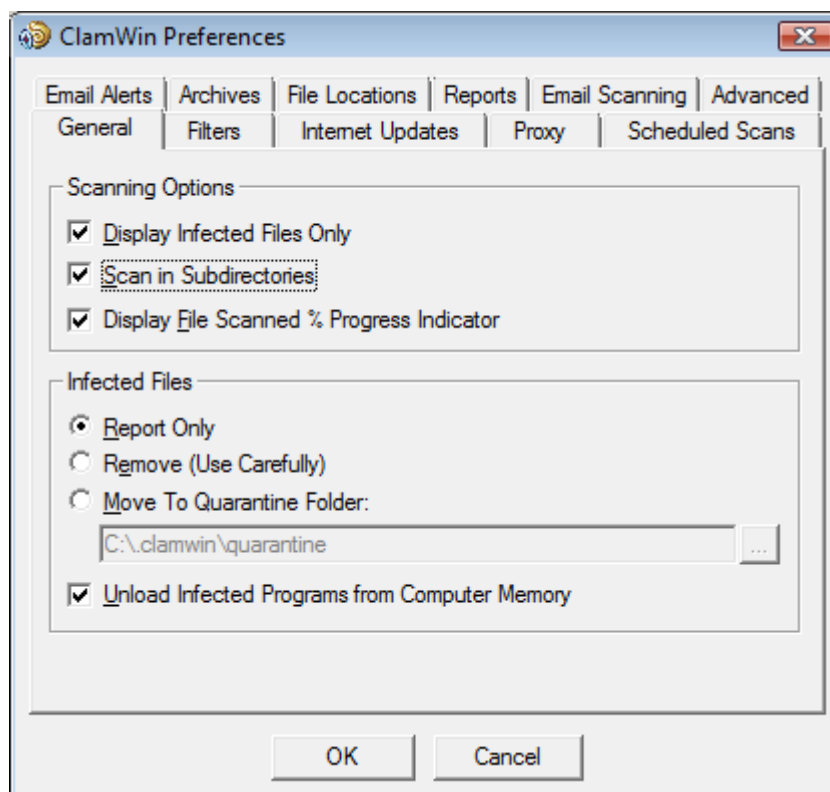 ClamWin Preferences
Email Alerts Archives File Locations Reports Email Scanning Advanced
General Filters Internet Updates Proxy Scheduled Scans
Scanning Options
Display Infected Files Only
Scan in Subdirectories
Display File Scanned % Progress Indicator
Infected Files
Report Only
Remove (Use Carefully)
Move To Quarantine Folder:
C:\.clamwin\quarantine ...
Unload Infected Programs from Computer Memory
OK Cancel